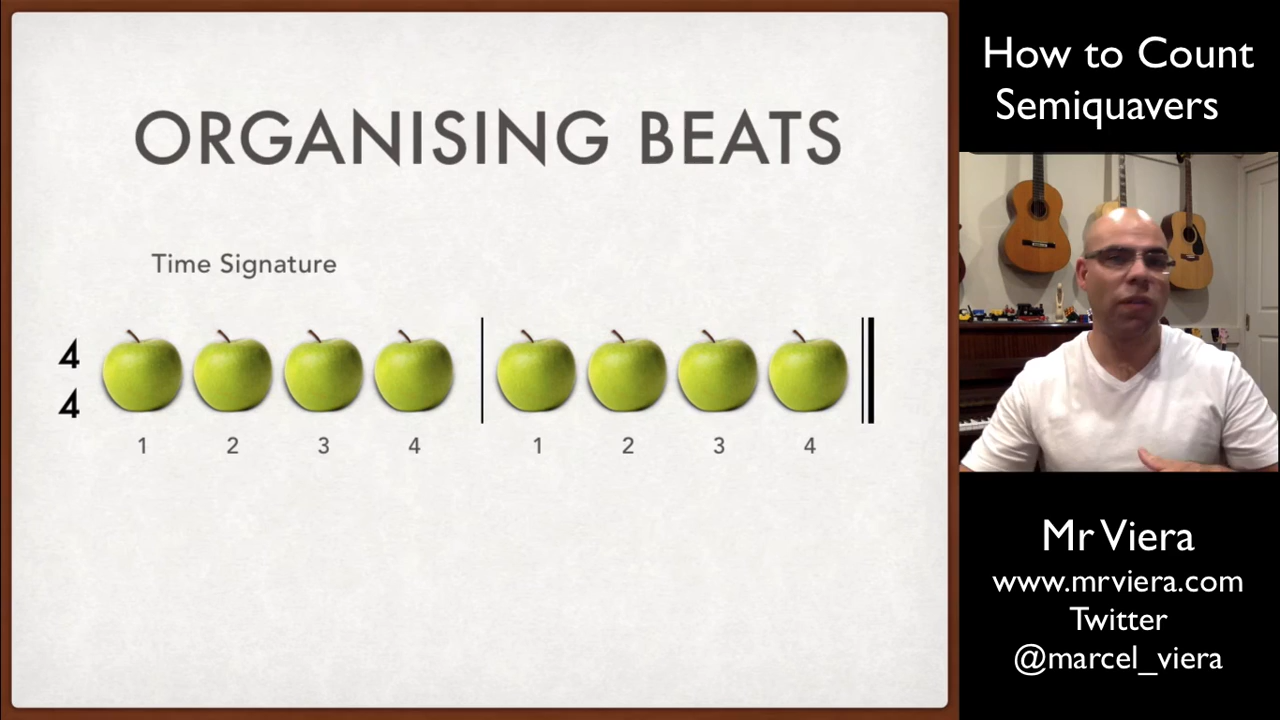 ORGANISING BEATS
Time Signature
4
4
1 2 3 4 1 2 3 4
How to Count
Semiquavers
Mr Viera
www.mrviera.com
Twitter
@marcel_viera